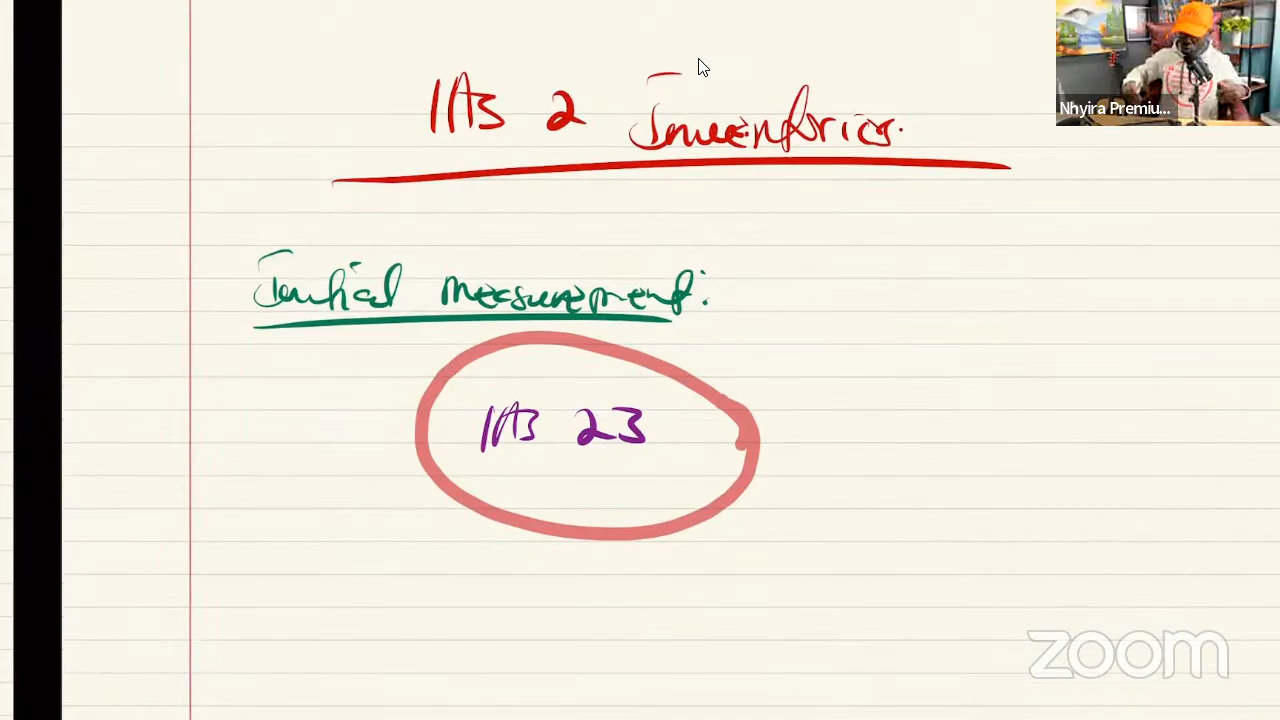 IAS 2 Inventories.
Nhyira Premiu...
Initial measurement:
IAS 23
zoom